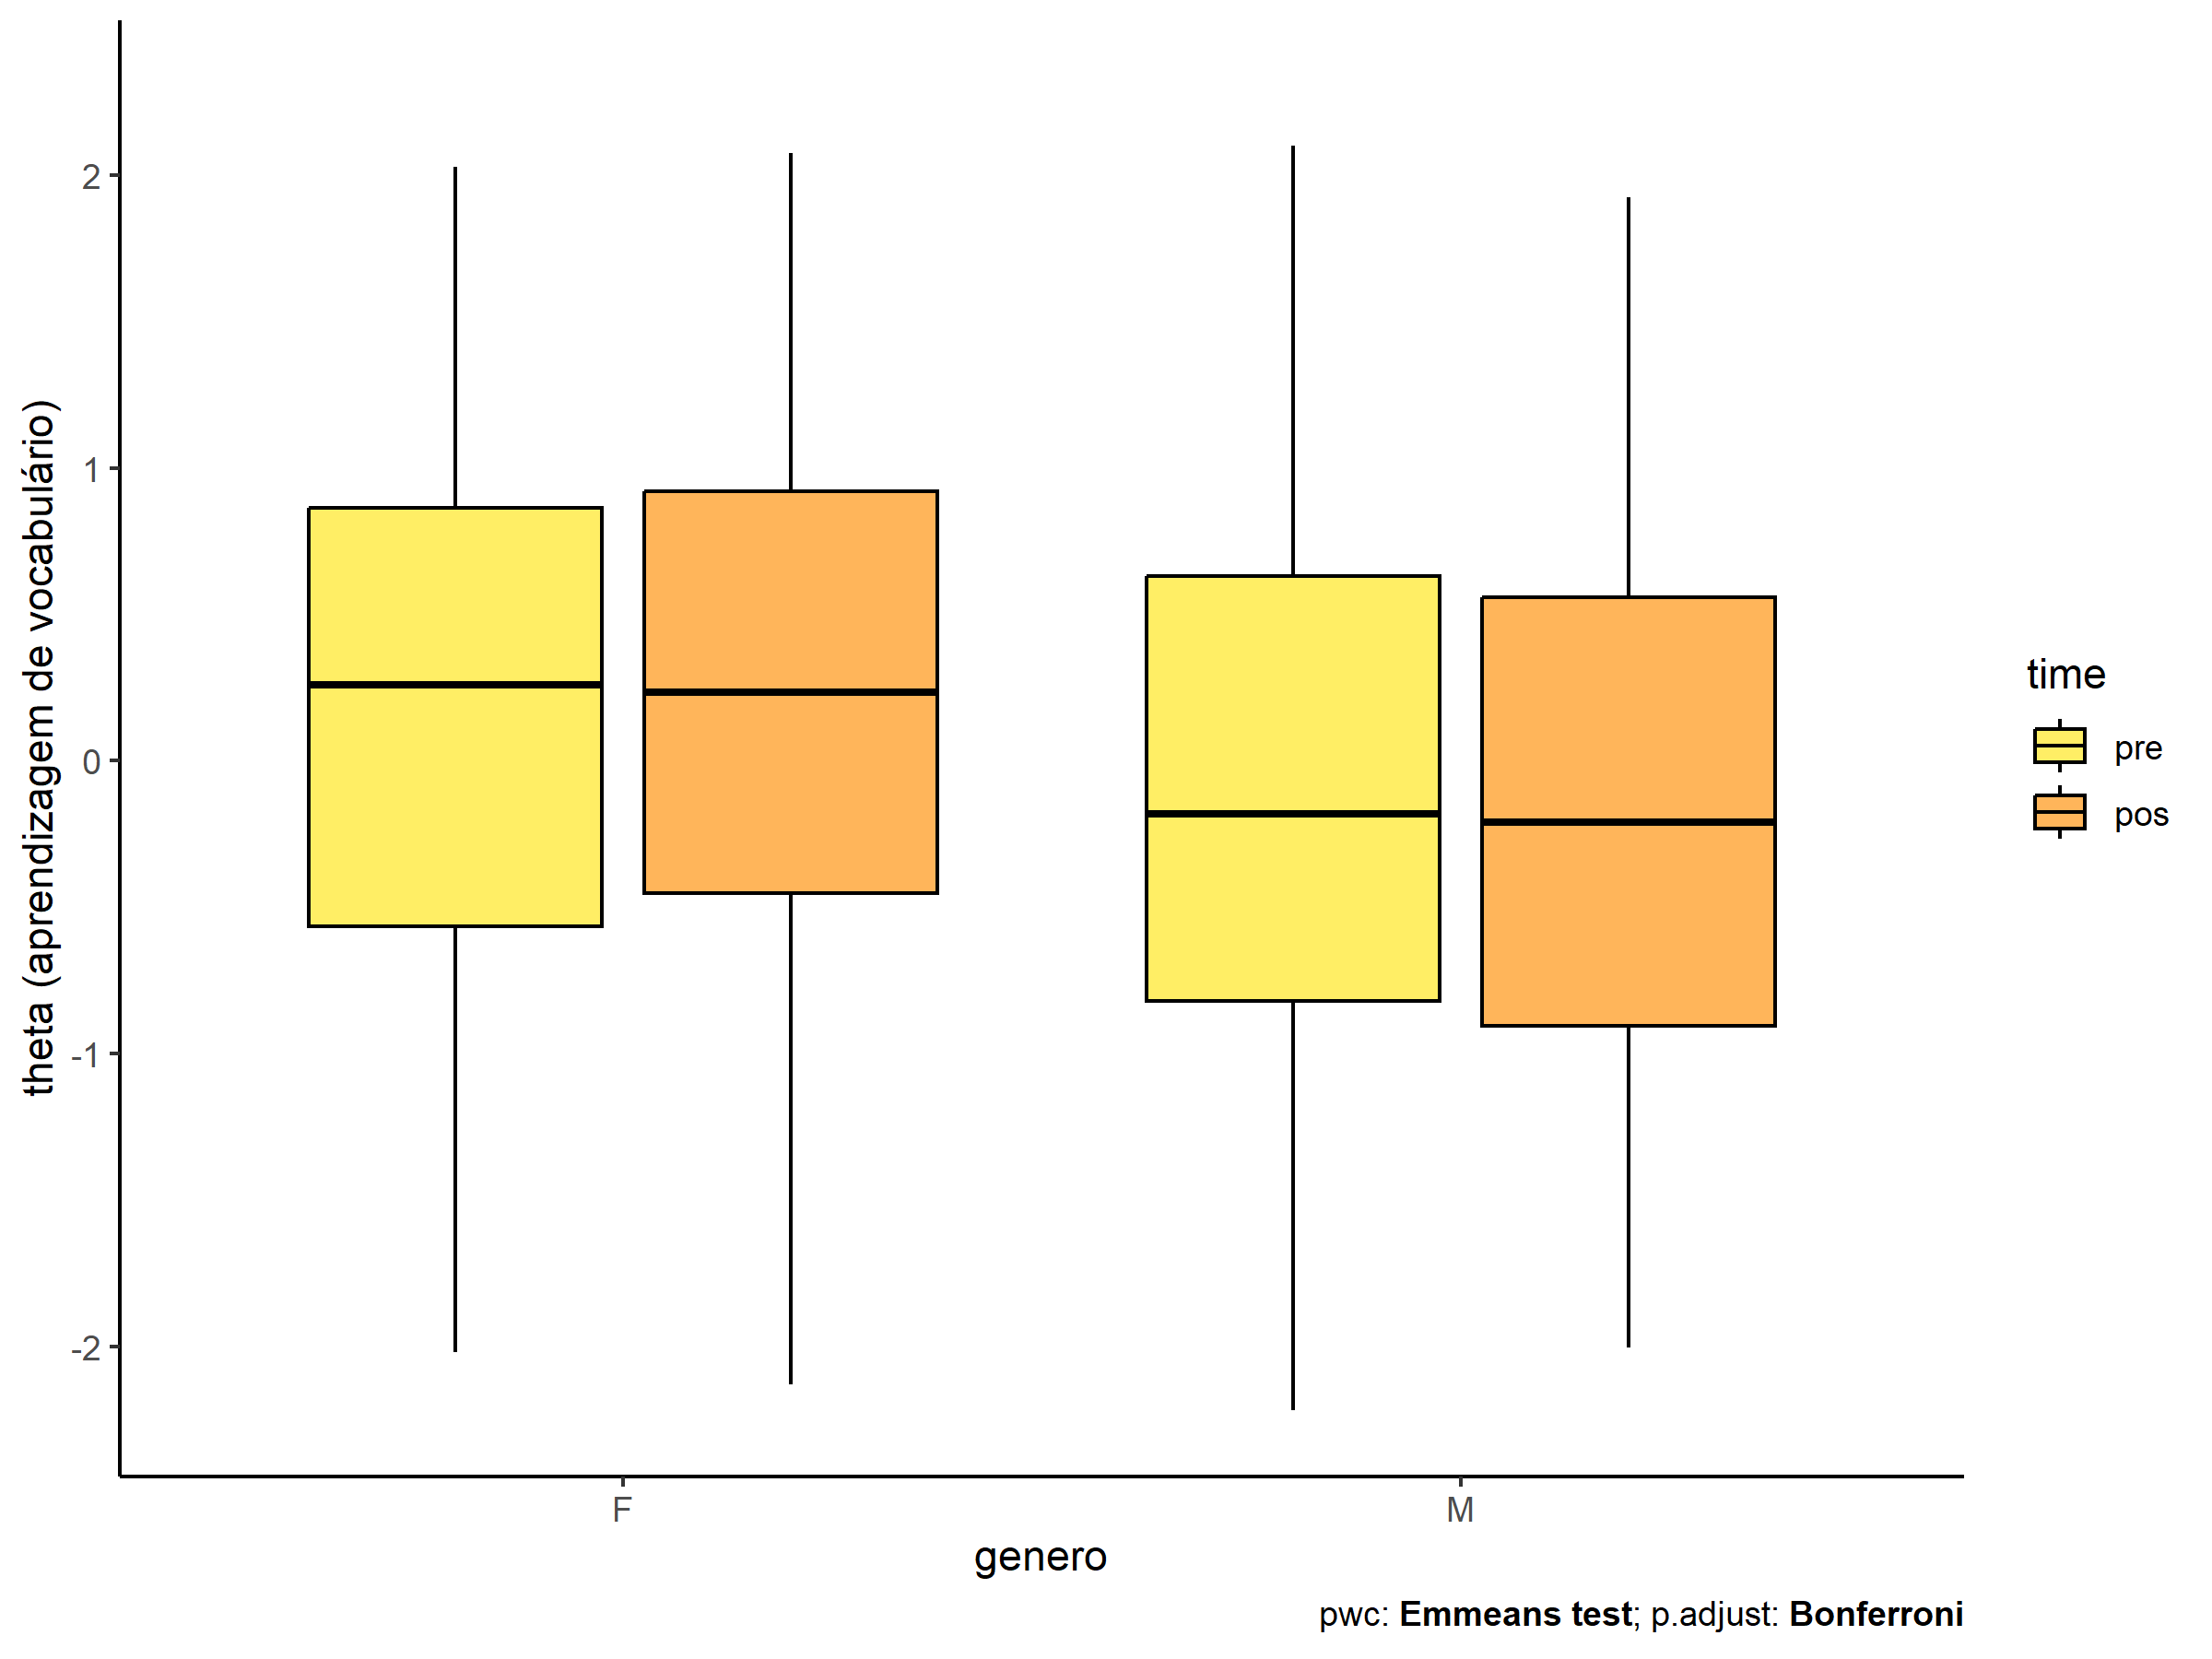 theta (aprendizagem de vocabulário)
2
1
0
-1
-2
F
M
genero
time
pre
pos
pwc: Emmeans test; p.adjust: Bonferroni